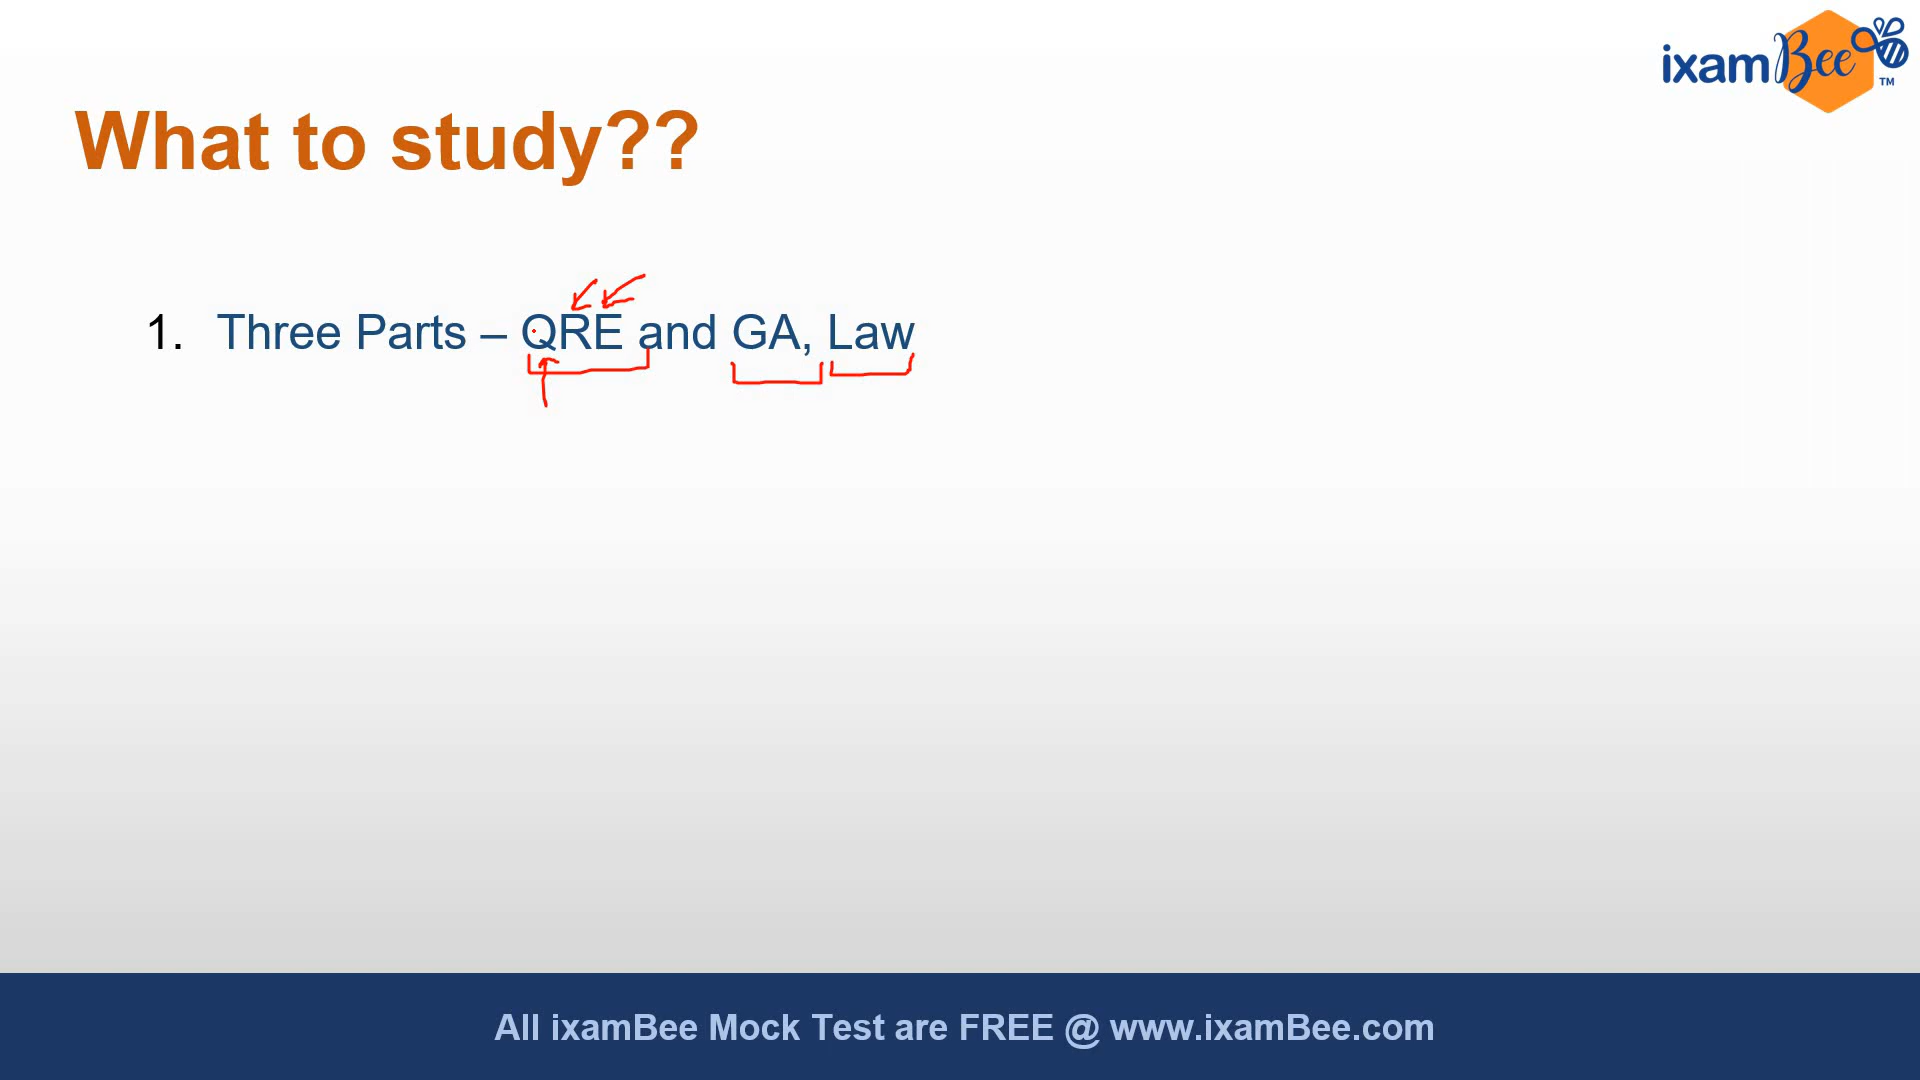 ixamBee TM
What to study??
1. Three Parts – QRE and GA, Law
All ixamBee Mock Test are FREE @ www.ixamBee.com